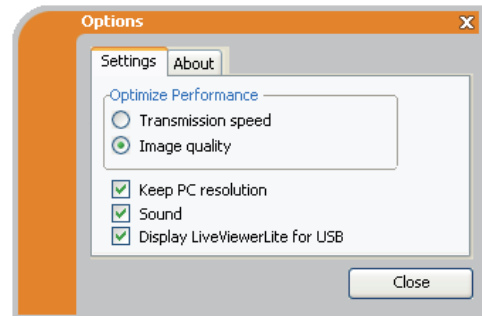 Options
X
Settings
About
Optimize Performance
Transmission speed
Image quality
Keep PC resolution
Sound
Display LiveViewerLite for USB
Close